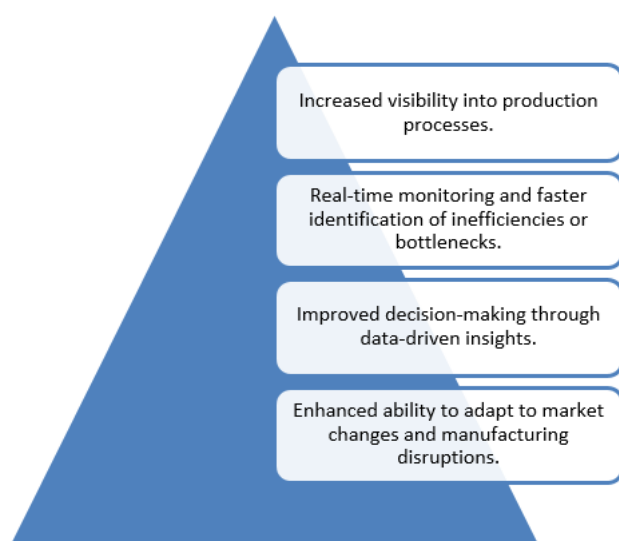 Increased visibility into production
processes.
Real-time monitoring and faster
identification of inefficiencies or
bottlenecks.
Improved decision-making through
data-driven insights.
Enhanced ability to adapt to market
changes and manufacturing
disruptions.